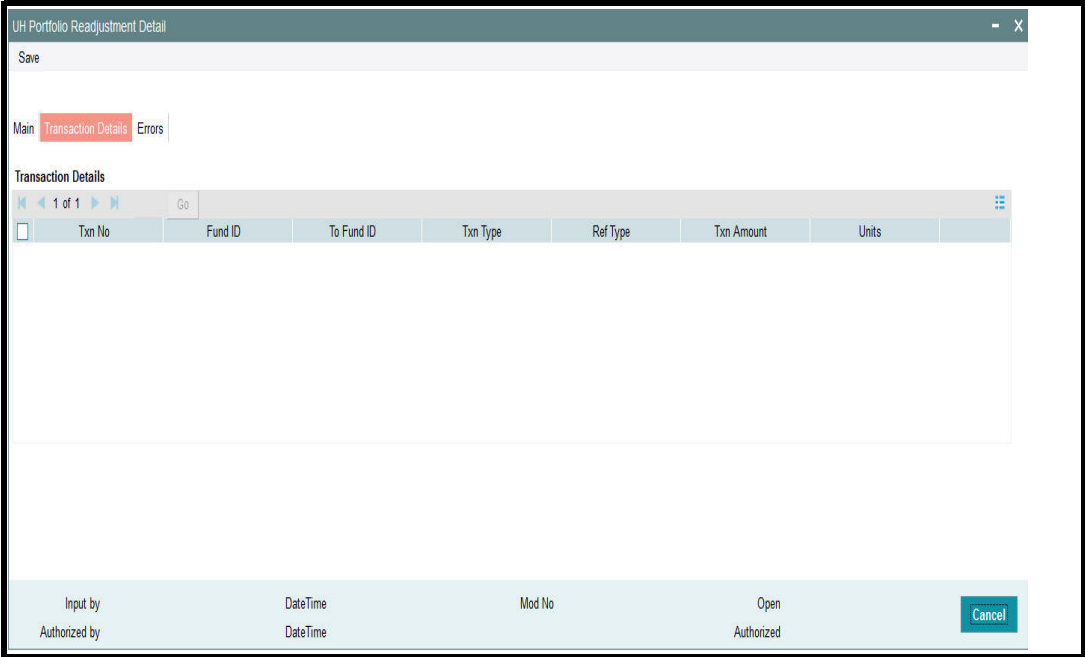 UH Portfolio Readjustment Detail - X
Save
Main Transaction Details Errors
Transaction Details
1 of 1 Go
Txn No Fund ID To Fund ID Txn Type Ref Type Txn Amount Units
Input by DateTime Mod No Open
Authorized by DateTime Authorized
Cancel